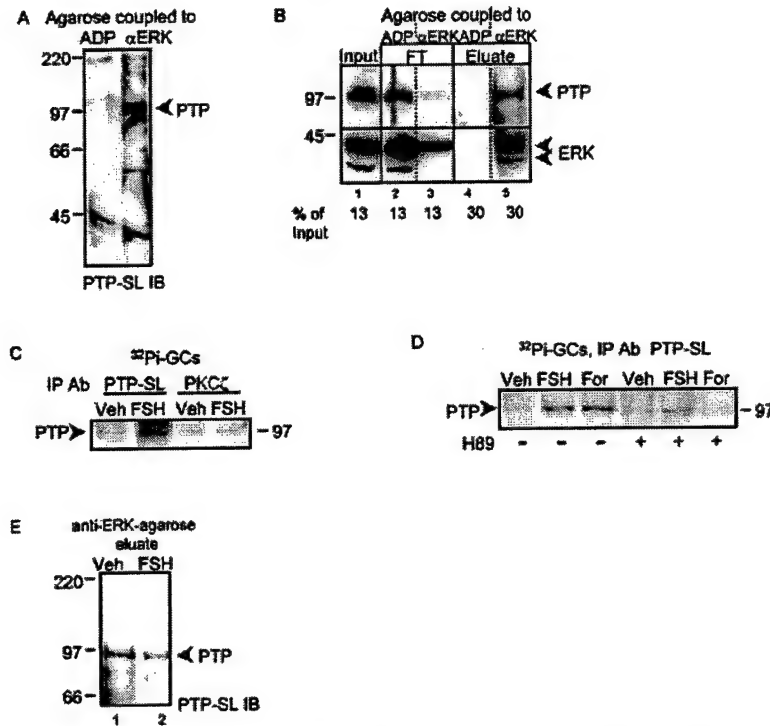 A Agarose coupled to
ADP αERK
220
97
66
45
PTP
PTP-SL IB
B Agarose coupled to
ADP αERK ADP αERK
Input FT Eluate
97
45
PTP
ERK
1 2 3 4 5
% of Input 13 13 13 30 30
C
³²Pi-GCs
IP Ab PTP-SL PKCζ
Veh FSH Veh FSH
PTP 97
D
³²Pi-GCs, IP Ab PTP-SL
Veh FSH For Veh FSH For
PTP 97
H89 - - - + + +
E
anti-ERK-agarose
eluate
Veh FSH
220
97
66
PTP
PTP-SL IB
1 2